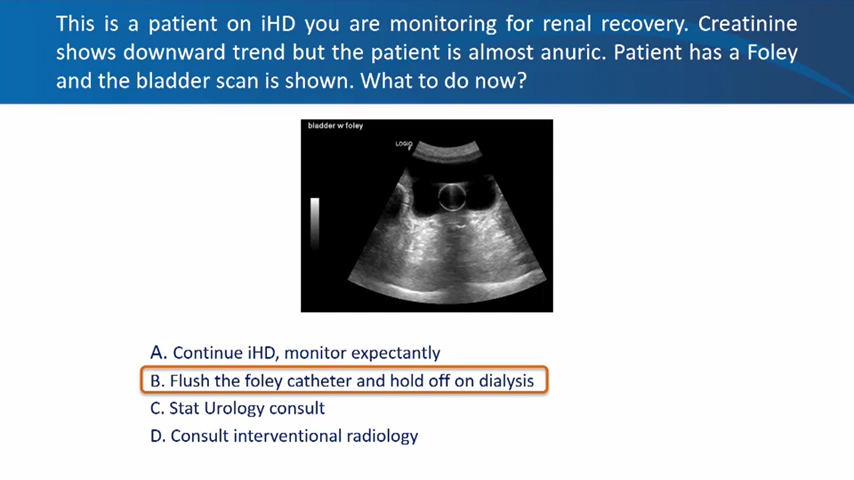 This is a patient on iHD you are monitoring for renal recovery. Creatinine
shows downward trend but the patient is almost anuric. Patient has a Foley
and the bladder scan is shown. What to do now?
bladder w foley
LOGIQ
A. Continue iHD, monitor expectantly
B. Flush the foley catheter and hold off on dialysis
C. Stat Urology consult
D. Consult interventional radiology